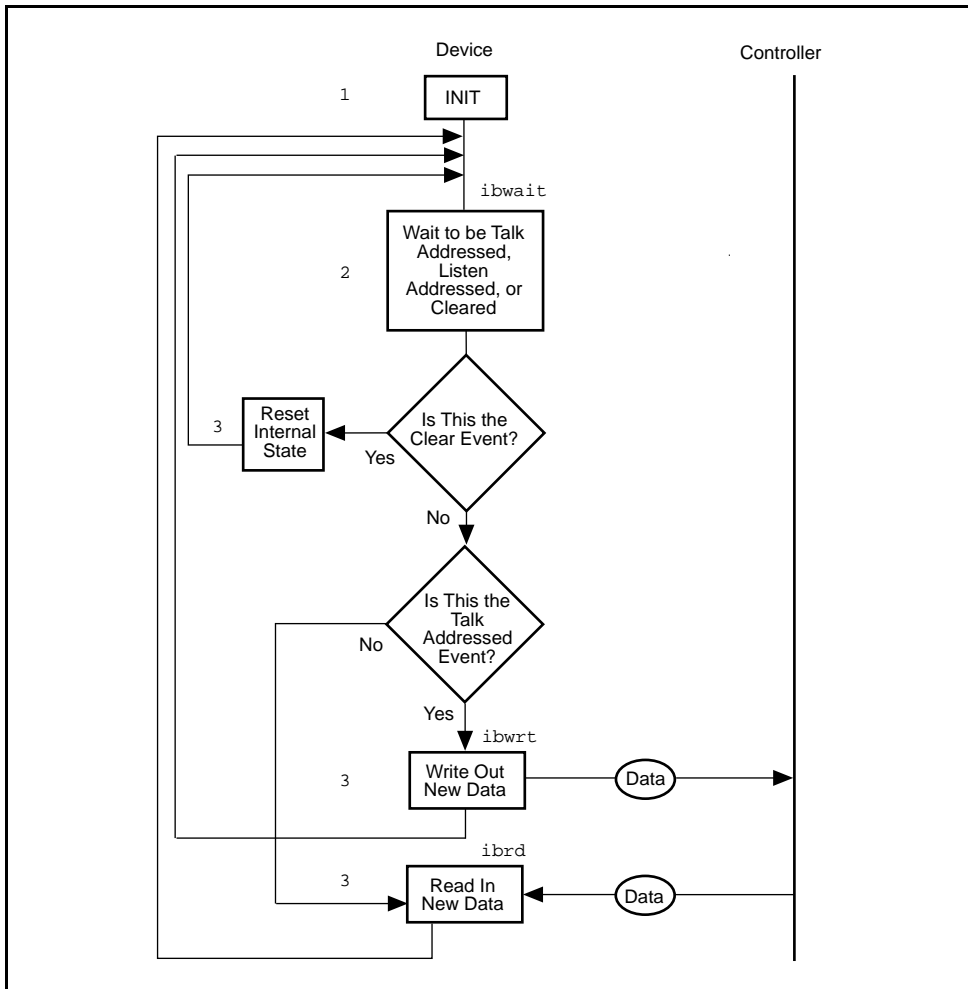 Device
Controller
1
INIT
ibwait
2
Wait to be Talk
Addressed,
Listen
Addressed, or
Cleared
3
Reset
Internal
State
Is This the
Clear Event?
Yes
No
Is This the
Talk
Addressed
Event?
No
Yes
ibwrt
3
Write Out
New Data
Data
ibrd
3
Read In
New Data
Data